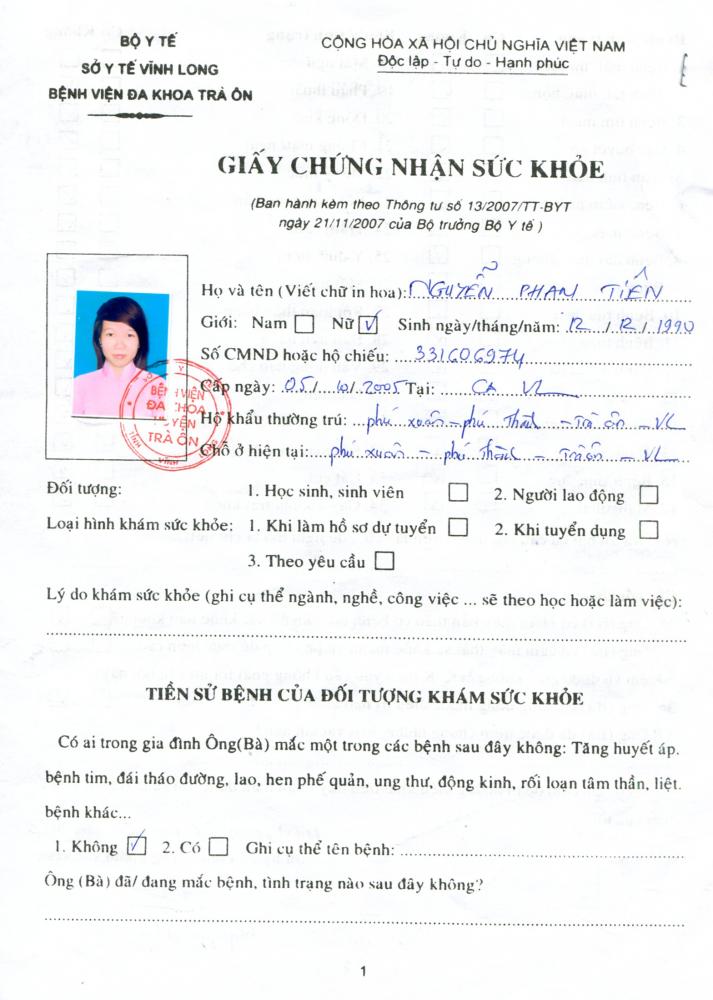 BỘ Y TẾ
SỞ Y TẾ VĨNH LONG
BỆNH VIỆN ĐA KHOA TRÀ ÔN
CỘNG HÒA XÃ HỘI CHỦ NGHĨA VIỆT NAM
Độc lập - Tự do - Hạnh phúc
GIẤY CHỨNG NHẬN SỨC KHỎE
(Ban hành kèm theo Thông tư số 13/2007/TT-BYT
ngày 21/11/2007 của Bộ trưởng Bộ Y tế )
Họ và tên (Viết chữ in hoa): NGUYỄN PHAN TIÊN
Giới: Nam Nữ Sinh ngày/tháng/năm: 12 / 12 / 1990
Số CMND hoặc hộ chiếu: 331606974
Cấp ngày: 05/ 10/ 2005 Tại: CA VL
Hộ khẩu thường trú: phú xuân - phú Thành - Trà ôn - VL
Chỗ ở hiện tại: phú xuân - phú Thành - Trà ôn - VL
BỆNH VIỆN
ĐA KHOA
HUYỆN
TRÀ ÔN
Đối tượng: 1. Học sinh, sinh viên 2. Người lao động
Loại hình khám sức khỏe: 1. Khi làm hồ sơ dự tuyển 2. Khi tuyển dụng
3. Theo yêu cầu
Lý do khám sức khỏe (ghi cụ thể ngành, nghề, công việc ... sẽ theo học hoặc làm việc):
TIỀN SỬ BỆNH CỦA ĐỐI TƯỢNG KHÁM SỨC KHỎE
Có ai trong gia đình Ông(Bà) mắc một trong các bệnh sau đây không: Tăng huyết áp.
bệnh tim, đái tháo đường, lao, hen phế quản, ung thư, động kinh, rối loạn tâm thần, liệt.
bệnh khác...
1. Không 2. Có Ghi cụ thể tên bệnh:
Ông (Bà) đã/ đang mắc bệnh, tình trạng nào sau đây không?
1